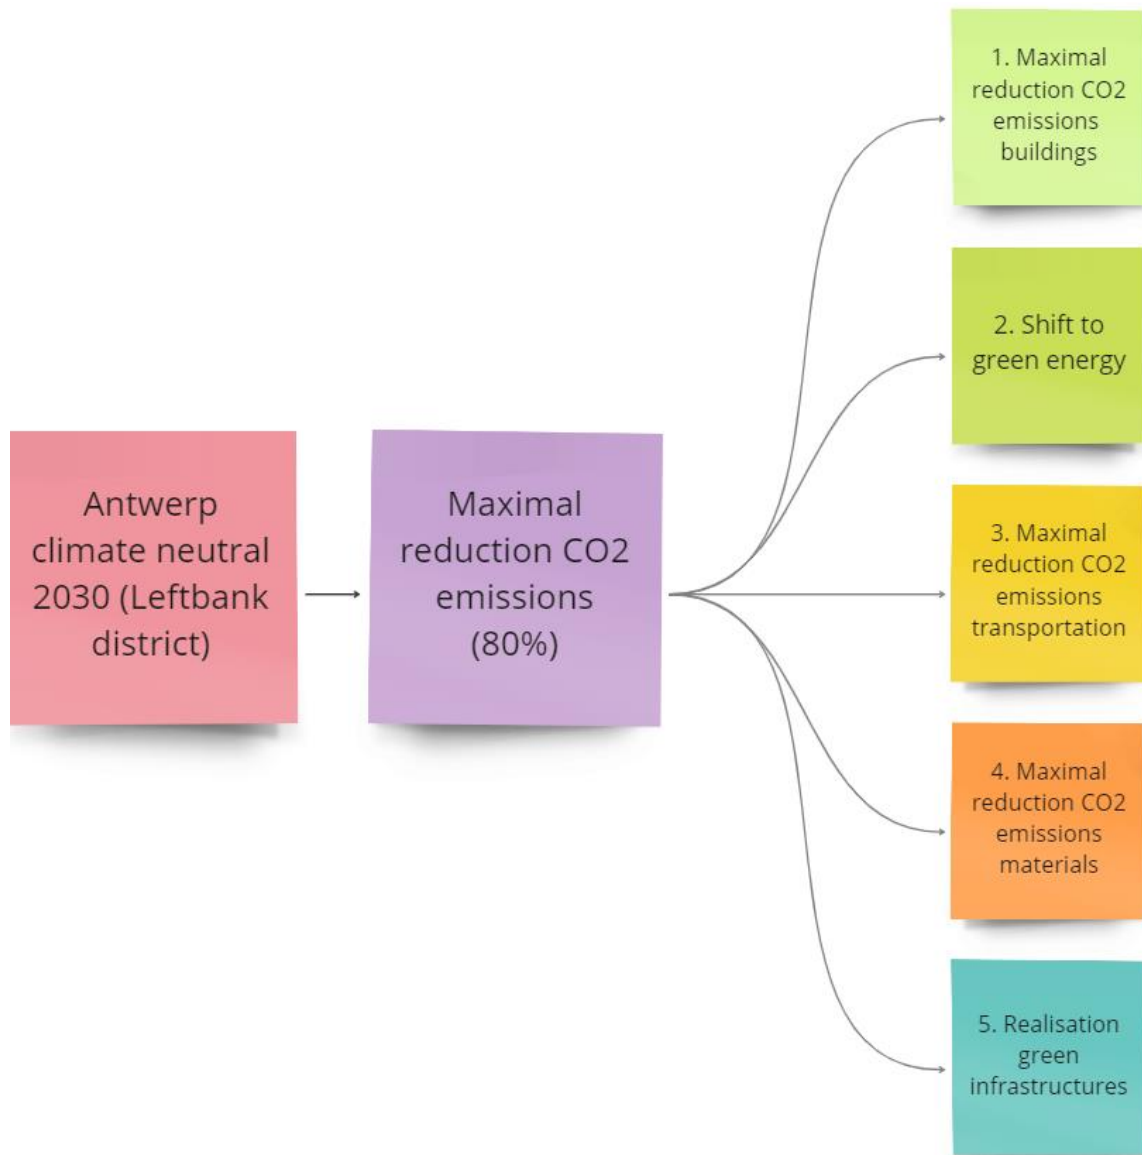 Antwerp
climate neutral
2030 (Leftbank
district)
Maximal
reduction CO2
emissions
(80%)
1. Maximal
reduction CO2
emissions
buildings
2. Shift to
green energy
3. Maximal
reduction CO2
emissions
transportation
4. Maximal
reduction CO2
emissions
materials
5. Realisation
green
infrastructures